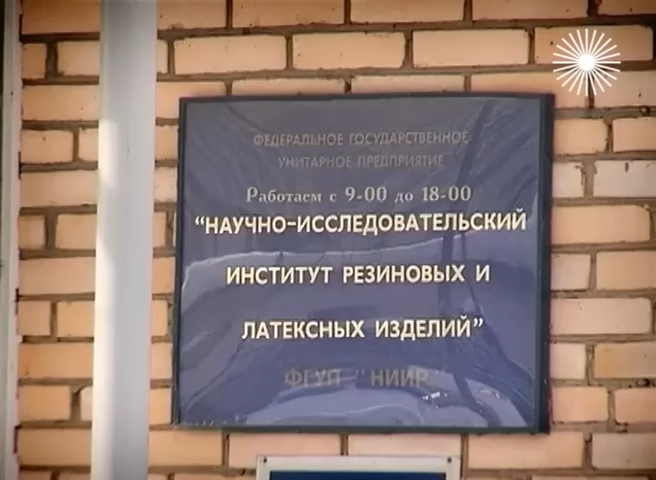 ФЕДЕРАЛЬНОЕ ГОСУДАРСТВЕННОЕ
УНИТАРНОЕ ПРЕДПРИЯТИЕ
Работаем с 9-00 до 18-00
“НАУЧНО-ИССЛЕДОВАТЕЛЬСКИЙ
ИНСТИТУТ РЕЗИНОВЫХ И
ЛАТЕКСНЫХ ИЗДЕЛИЙ”
ФГУП "НИИР"